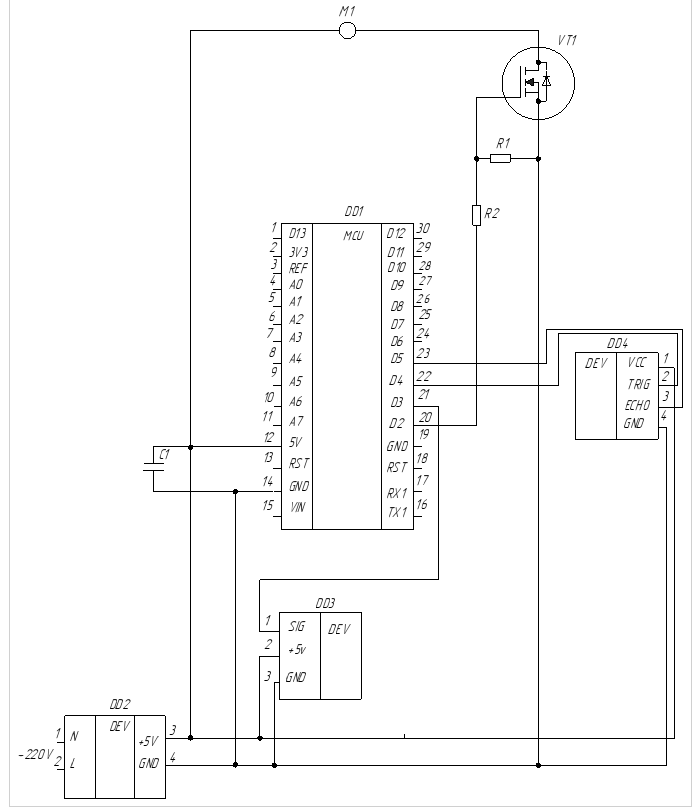 M1
VT1
R1
R2
DD1
MCU
1 D13
2 3V3
3 REF
4 A0
5 A1
6 A2
7 A3
8 A4
9 A5
10 A6
11 A7
12 5V
13 RST
14 GND
15 VIN
D12 30
D11 29
D10 28
D9 27
D8 26
D7 25
D6 24
D5 23
D4 22
D3 21
D2 20
GND 19
RST 18
RX1 17
TX1 16
C1
DD4
DEV
VCC 1
TRIG 2
ECHO 3
GND 4
DD3
1 SIG
DEV
2 +5v
3 GND
DD2
DEV
1 N
+5V 3
~220V
2 L
GND 4